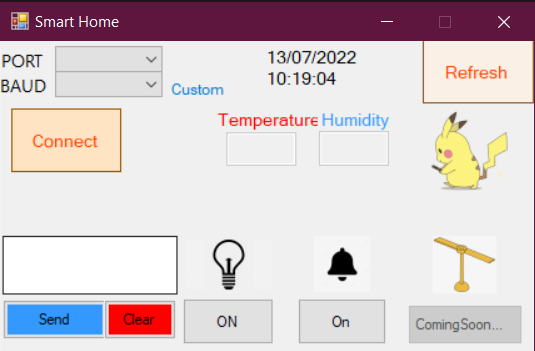 Smart Home
PORT
13/07/2022
Refresh
BAUD
Custom
10:19:04
Connect
Temperature
Humidity
Send
Clear
ON
On
ComingSoon...